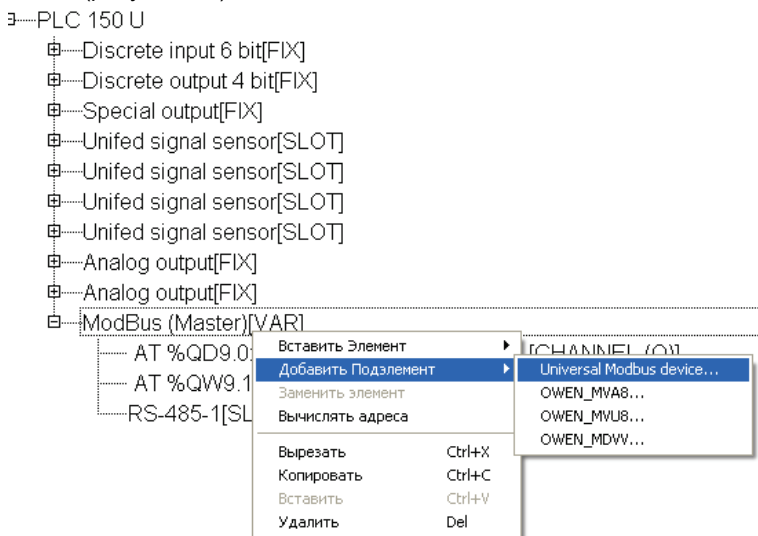 PLC 150 U
Discrete input 6 bit[FIX]
Discrete output 4 bit[FIX]
Special output[FIX]
Unifed signal sensor[SLOT]
Unifed signal sensor[SLOT]
Unifed signal sensor[SLOT]
Unifed signal sensor[SLOT]
Analog output[FIX]
Analog output[FIX]
ModBus (Master)[VAR]
AT %QD9.0: [CHANNEL (Q)]
AT %QW9.1
RS-485-1[SL
Вставить Элемент
Добавить Подэлемент
Заменить элемент
Вычислять адреса
Вырезать Ctrl+X
Копировать Ctrl+C
Вставить Ctrl+V
Удалить Del
Universal Modbus device...
OWEN_MVA8...
OWEN_MVU8...
OWEN_MDVV...